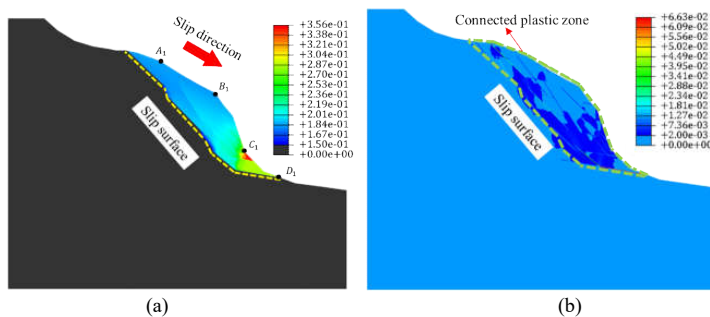 Slip direction
A1
B1
Slip surface
C1
D1
+3.56e-01
+3.38e-01
+3.21e-01
+3.04e-01
+2.87e-01
+2.70e-01
+2.53e-01
+2.36e-01
+2.19e-01
+2.01e-01
+1.84e-01
+1.67e-01
+1.50e-01
+0.00e+00
(a)
Connected plastic zone
Slip surface
+6.63e-02
+6.09e-02
+5.56e-02
+5.02e-02
+4.49e-02
+3.95e-02
+3.41e-02
+2.88e-02
+2.34e-02
+1.81e-02
+1.27e-02
+7.36e-03
+2.00e-03
+0.00e+00
(b)